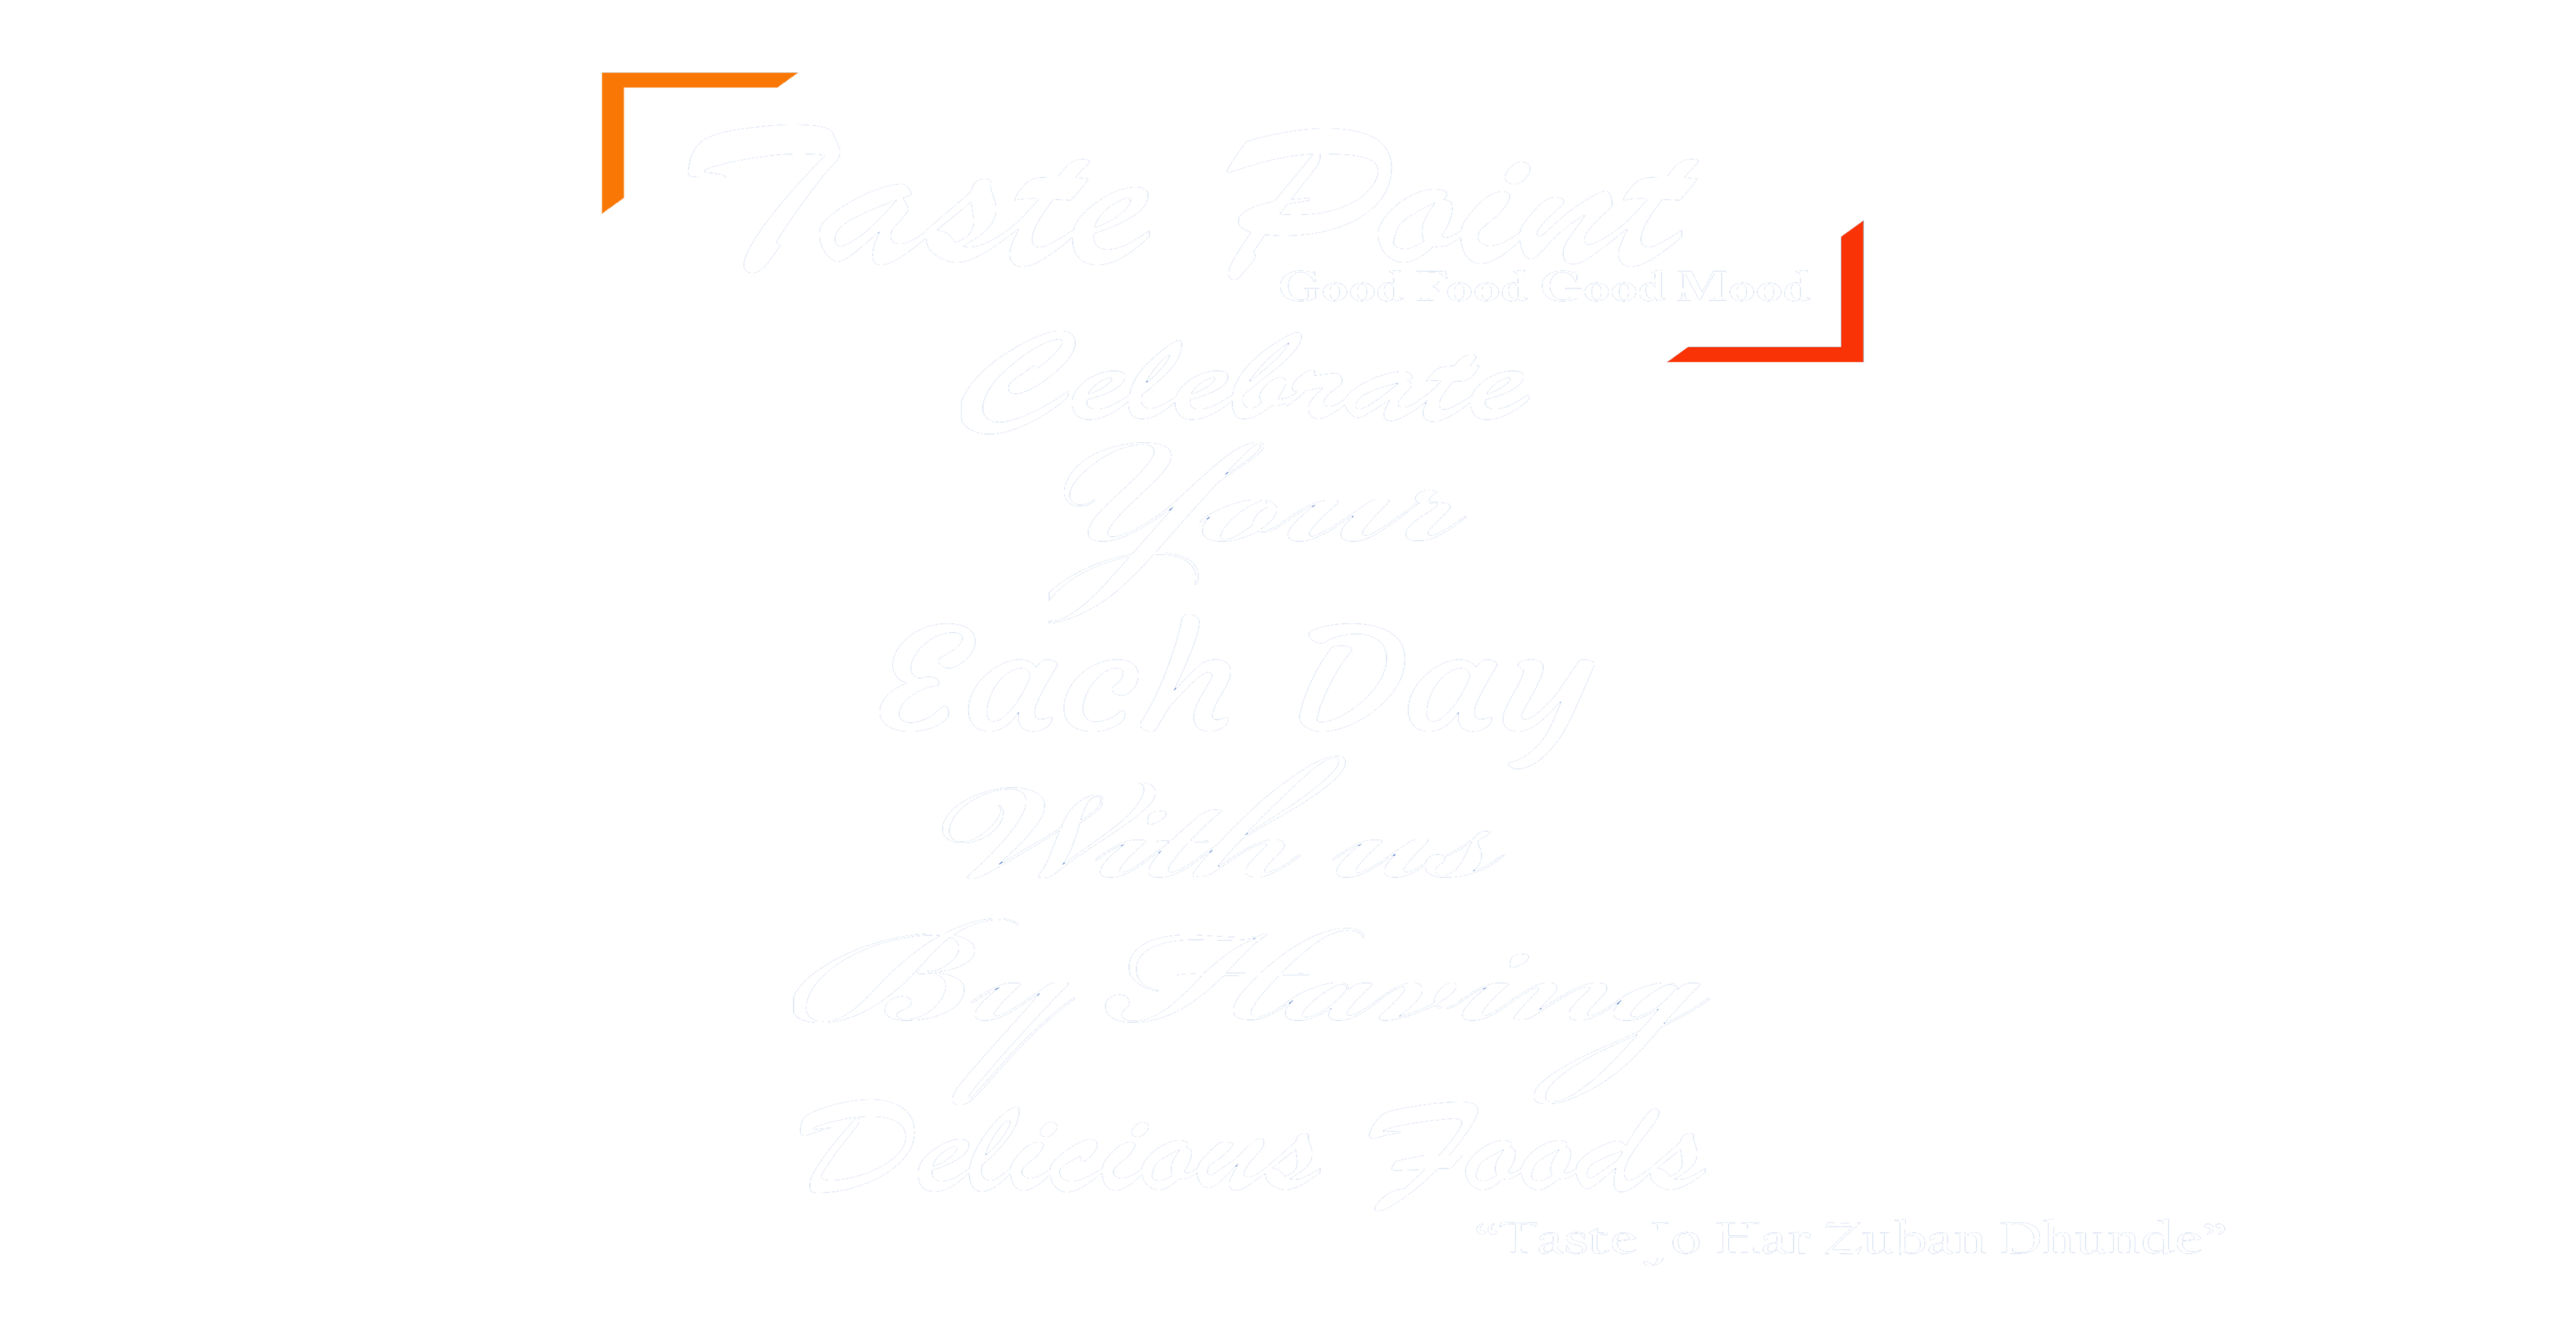 Taste Point
Good Food Good Mood
Celebrate
Your
Each Day
With us
By Having
Delicious Foods
“Taste Jo Har Zuban Dhunde”